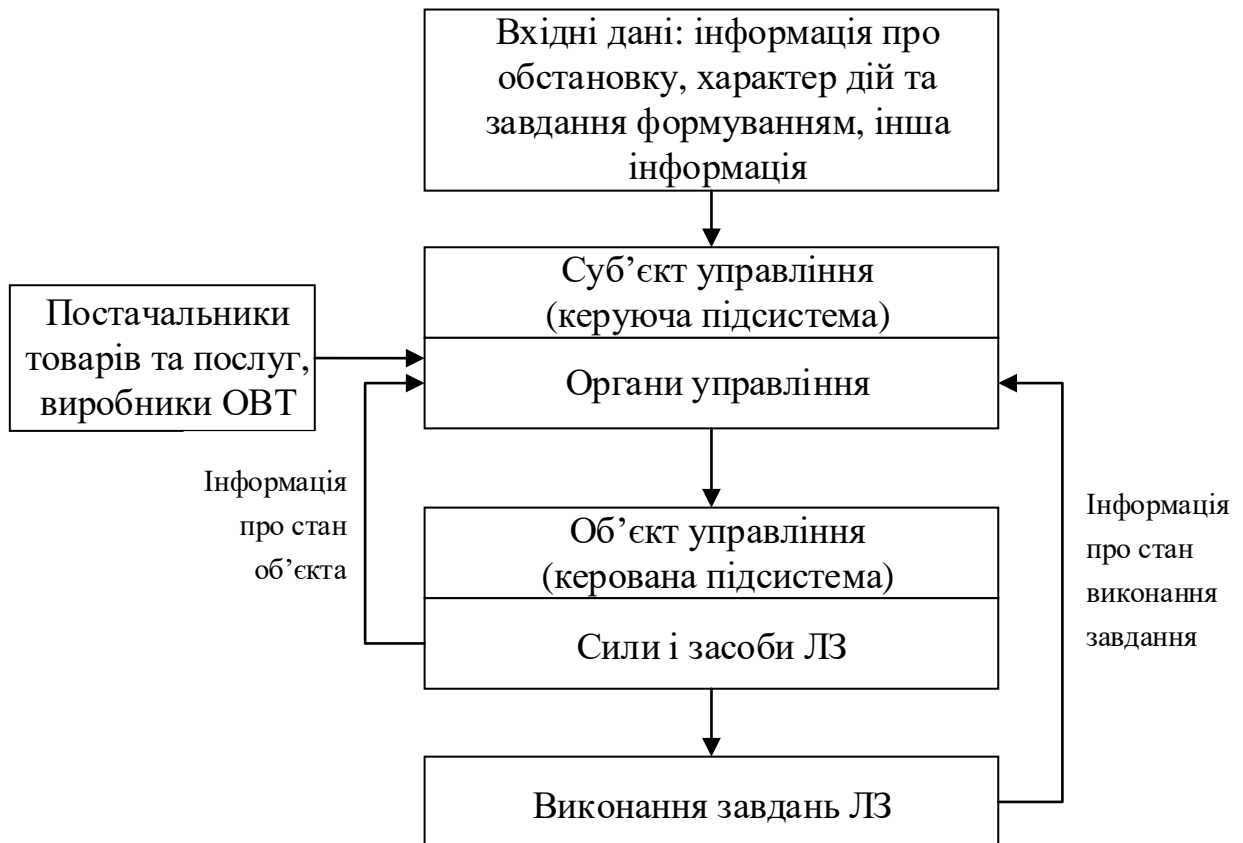 Вхідні дані: інформація про
обстановку, характер дій та
завдання формуванням, інша
інформація
Суб’єкт управління
(керуюча підсистема)
Органи управління
Постачальники
товарів та послуг,
виробники ОВТ
Інформація
про стан
об’єкта
Об’єкт управління
(керована підсистема)
Сили і засоби ЛЗ
Інформація
про стан
виконання
завдання
Виконання завдань ЛЗ